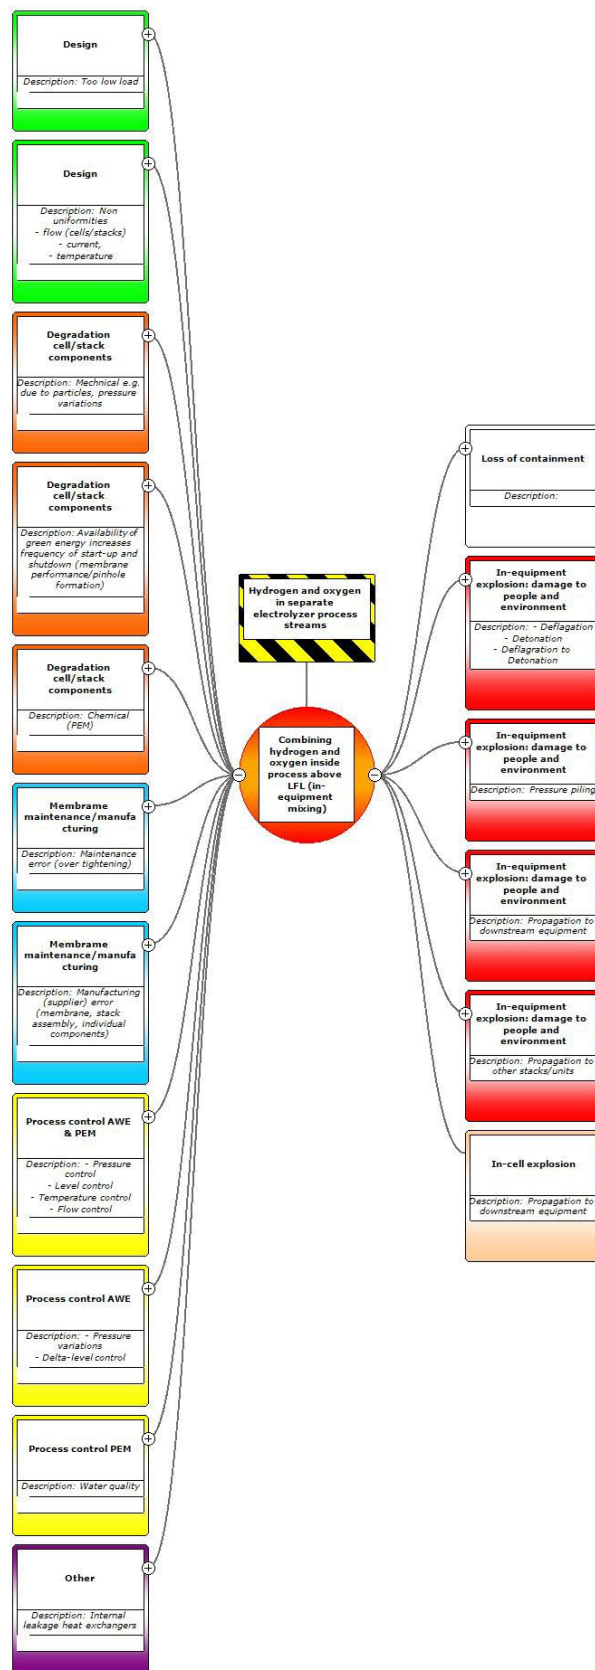 Design
Description: Too low load
Design
Description: Non
uniformities
- flow (cells/stacks)
- current,
- temperature
Degradation
cell/stack
components
Description: Mechnical e.g.
due to particles, pressure
variations
Degradation
cell/stack
components
Description: Availability of
green energy increases
frequency of start-up and
shutdown (membrane
performance/pinhole
formation)
Degradation
cell/stack
components
Description: Chemical
(PEM)
Membrame
maintenance/manufa
cturing
Description: Maintenance
error (over tightening)
Membrame
maintenance/manufa
cturing
Description: Manufacturing
(supplier) error
(membrane, stack
assembly, individual
components)
Process control AWE
& PEM
Description: - Pressure
control
- Level control
- Temperature control
- Flow control
Process control AWE
Description: - Pressure
variations
- Delta-level control
Process control PEM
Description: Water quality
Other
Description: Internal
leakage heat exchangers
Hydrogen and oxygen
in separate
electrolyzer process
streams
Combining
hydrogen and
oxygen inside
process above
LFL (in-
equipment
mixing)
Loss of containment
Description:
In-equipment
explosion: damage to
people and
environment
Description: - Deflagation
- Detonation
- Deflagration to
Detonation
In-equipment
explosion: damage to
people and
environment
Description: Pressure piling
In-equipment
explosion: damage to
people and
environment
Description: Propagation to
downstream equipment
In-equipment
explosion: damage to
people and
environment
Description: Propagation to
other stacks/units
In-cell explosion
Description: Propagation to
downstream equipment